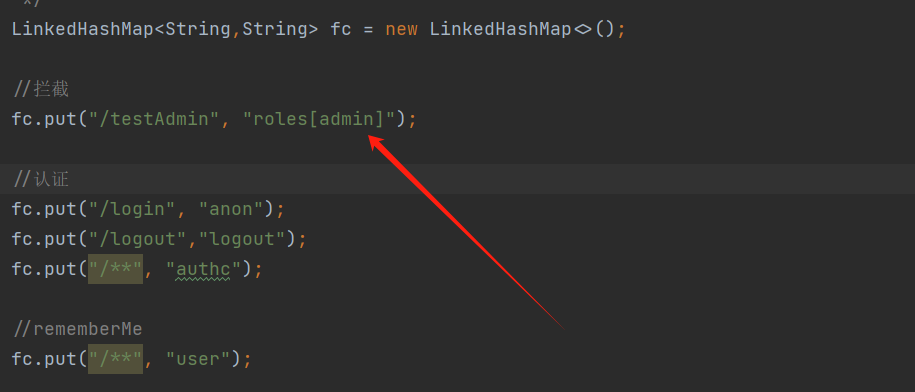 */
LinkedHashMap<String,String> fc = new LinkedHashMap<>();
//拦截
fc.put("/testAdmin", "roles[admin]");
//认证
fc.put("/login", "anon");
fc.put("/logout","logout");
fc.put("/**", "authc");
//rememberMe
fc.put("/**", "user");